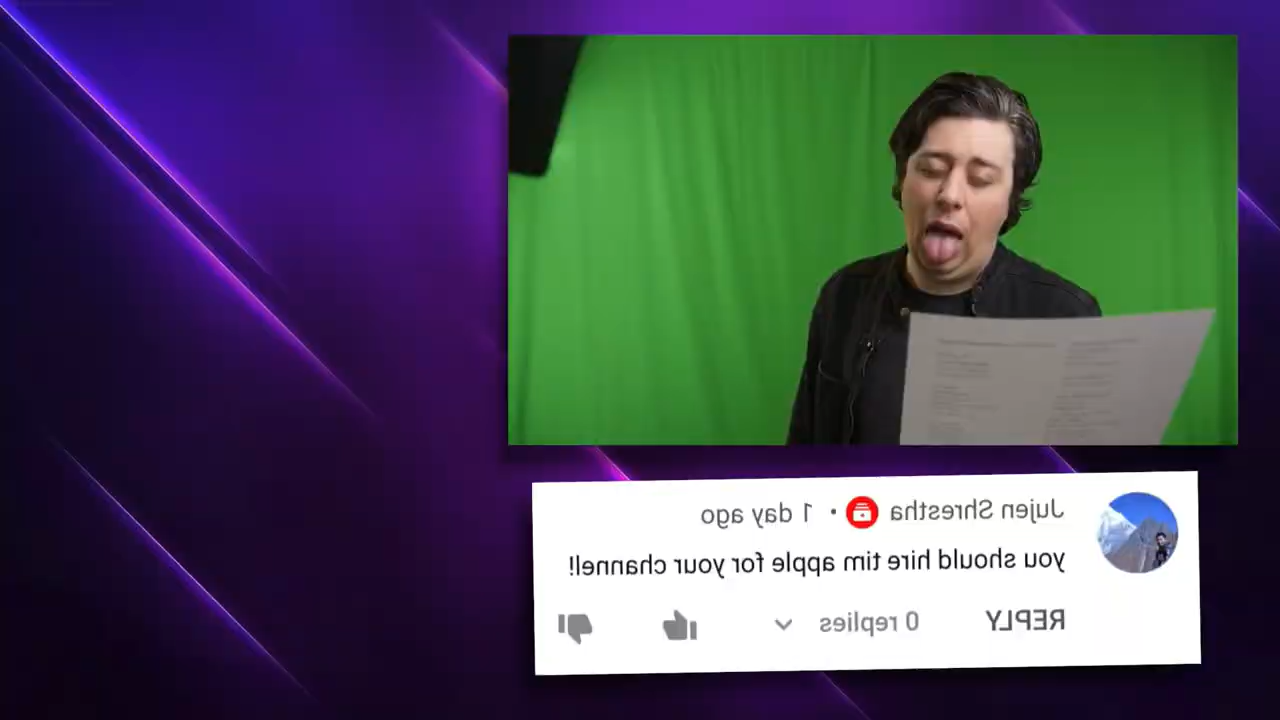 Jujen Shrestha • 1 day ago
you should hire tim apple for your channel!
REPLY 0 replies